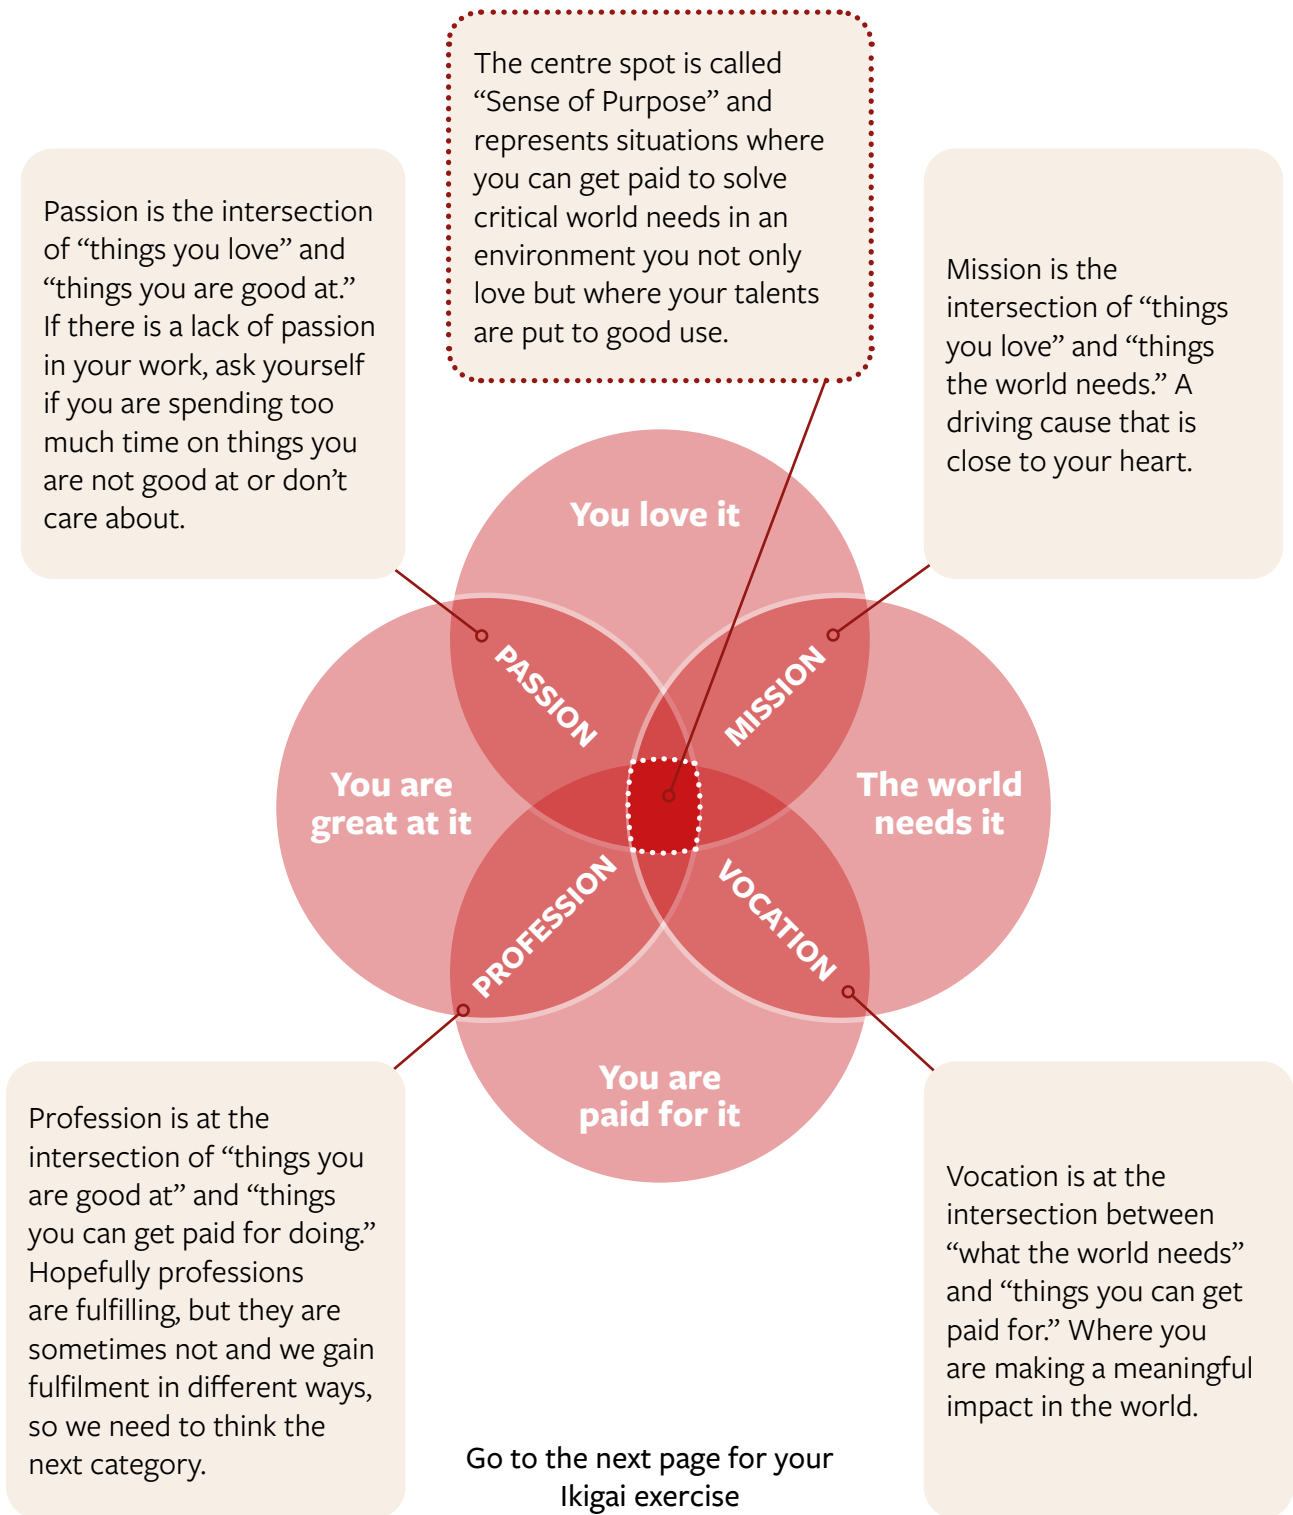 The centre spot is called
“Sense of Purpose” and
represents situations where
you can get paid to solve
critical world needs in an
environment you not only
love but where your talents
are put to good use.
Passion is the intersection
of “things you love” and
“things you are good at.”
If there is a lack of passion
in your work, ask yourself
if you are spending too
much time on things you
are not good at or don’t
care about.
Mission is the
intersection of “things
you love” and “things
the world needs.” A
driving cause that is
close to your heart.
You love it
PASSION
MISSION
You are
great at it
The world
needs it
PROFESSION
VOCATION
You are
paid for it
Profession is at the
intersection of “things you
are good at” and “things
you can get paid for doing.”
Hopefully professions
are fulfilling, but they are
sometimes not and we gain
fulfilment in different ways,
so we need to think the
next category.
Vocation is at the
intersection between
“what the world needs”
and “things you can get
paid for.” Where you
are making a meaningful
impact in the world.
Go to the next page for your
Ikigai exercise